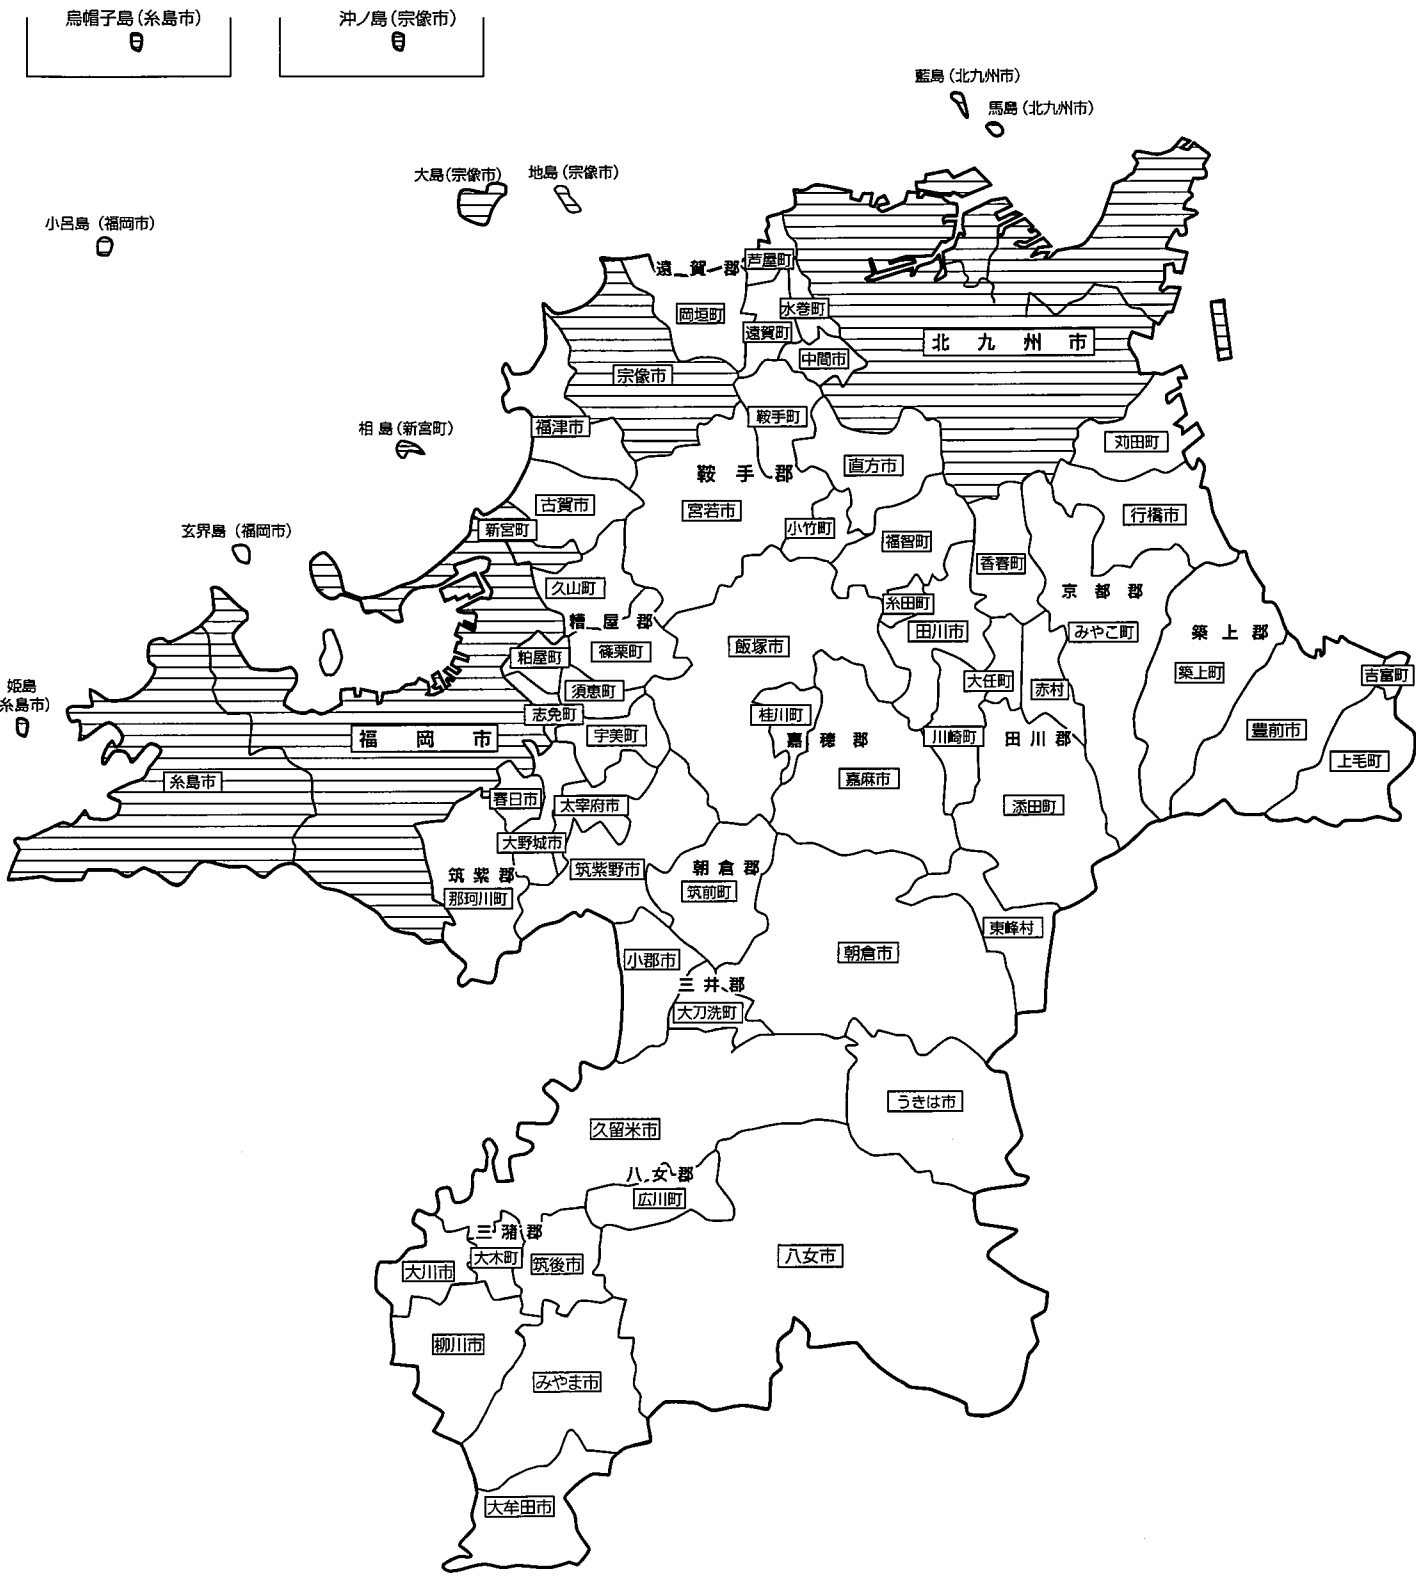 烏帽子島(糸島市)
沖ノ島(宗像市)
藍島(北九州市)
馬島(北九州市)
大島(宗像市)
地島(宗像市)
小呂島(福岡市)
遠賀郡
芦屋町
岡垣町
水巻町
遠賀町
中間市
北九州市
宗像市
鞍手町
福津市
相島(新宮町)
苅田町
直方市
鞍手郡
古賀市
宮若市
新宮町
小竹町
行橋市
玄界島(福岡市)
福智町
香春町
久山町
京都郡
糸田町
糟屋郡
田川市
みやこ町
築上郡
篠栗町
飯塚市
粕屋町
築上町
吉富町
姫島
糸島市)
須恵町
大任町
赤村
志免町
桂川町
福岡市
宇美町
嘉穂郡
川崎町
田川郡
豊前市
上毛町
糸島市
嘉麻市
春日市
太宰府市
添田町
大野城市
筑紫郡
筑紫野市
朝倉郡
那珂川町
筑前町
東峰村
小郡市
朝倉市
三井郡
大刀洗町
うきは市
久留米市
八女郡
広川町
三潴郡
大木町
筑後市
大川市
八女市
柳川市
みやま市
大牟田市